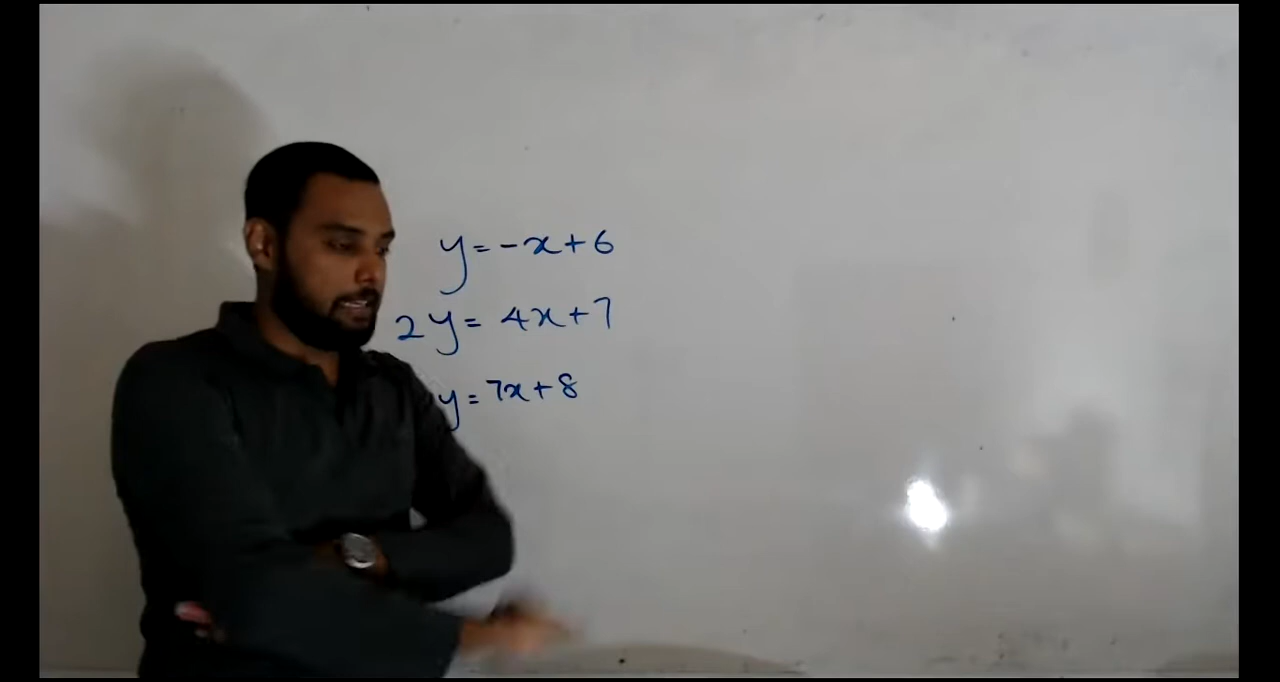 y = -x + 6
2y = 4x + 7
y = 7x + 8